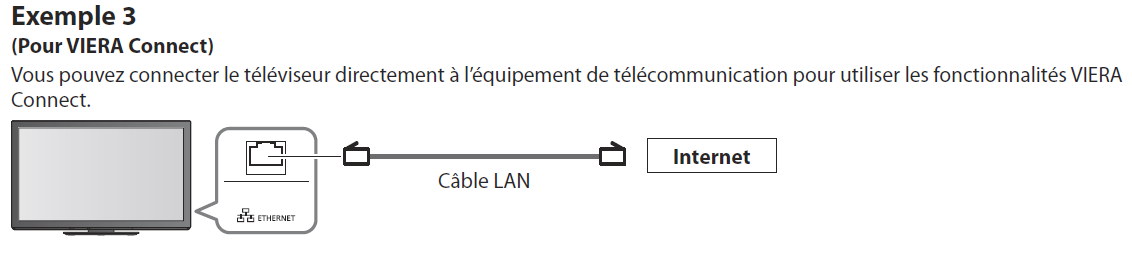 Exemple 3
(Pour VIERA Connect)
Vous pouvez connecter le téléviseur directement à l’équipement de télécommunication pour utiliser les fonctionnalités VIERA
Connect.
Internet
Câble LAN
ETHERNET